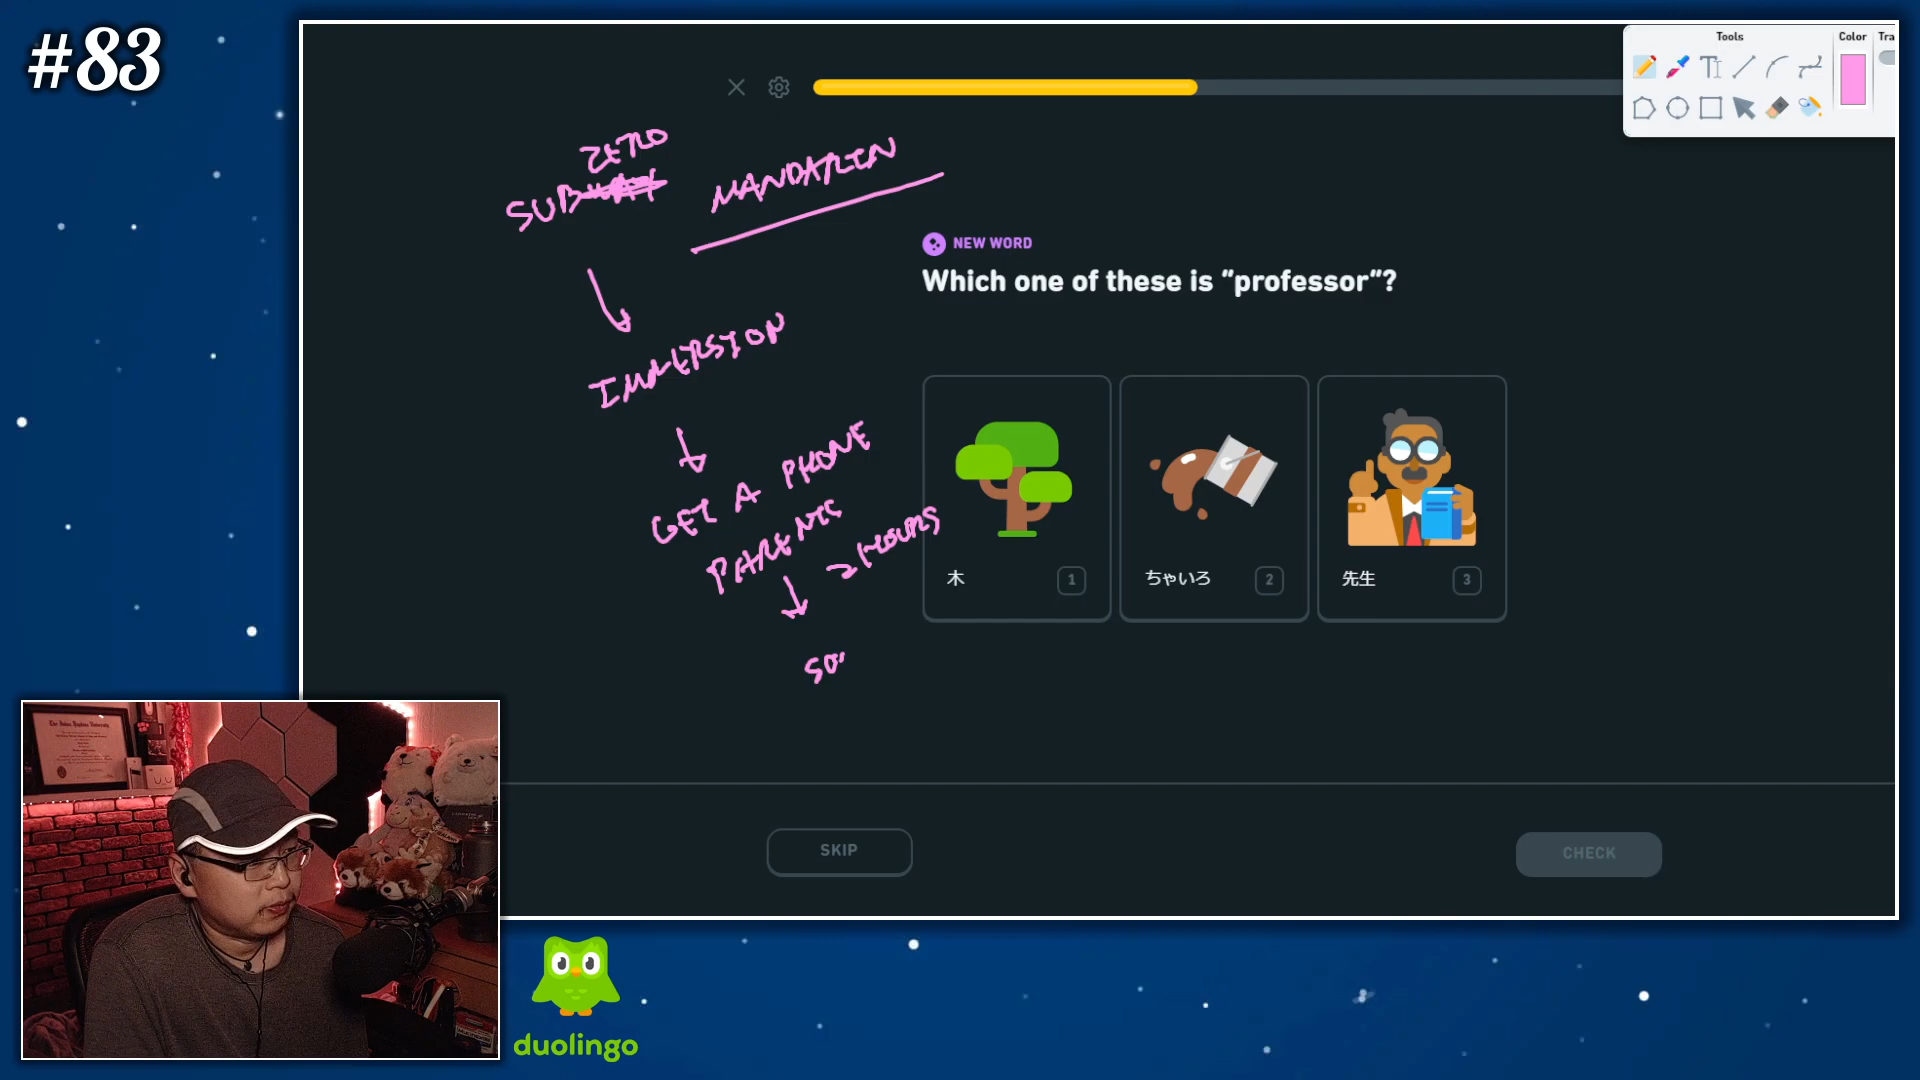 #83
Tools
Color
Tra
ZERO
SUB
MANDARIN
NEW WORD
Which one of these is “professor”?
IMMERSION
GET A PHONE
PARENTS
2 HOURS
木
1
ちゃいろ
2
先生
3
SKIP
CHECK
duolingo